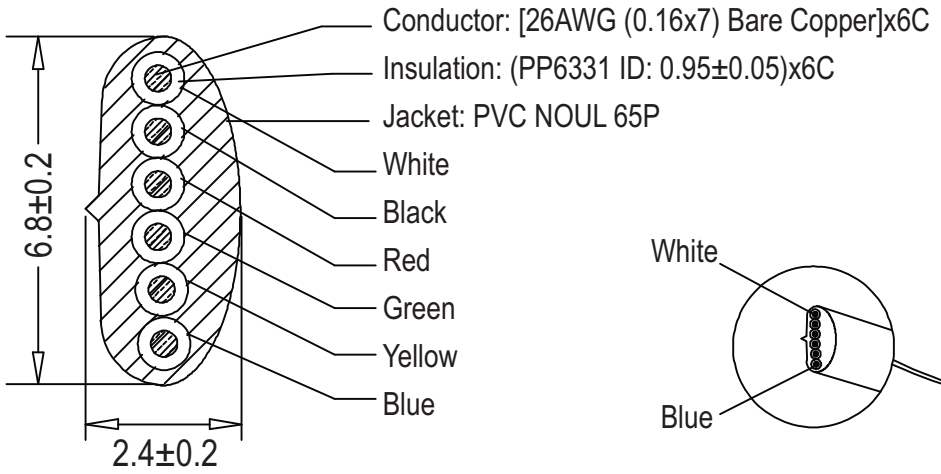 Conductor: [26AWG (0.16x7) Bare Copper]x6C
Insulation: (PP6331 ID: 0.95±0.05)x6C
Jacket: PVC NOUL 65P
White
Black
Red
Green
Yellow
Blue
6.8±0.2
2.4±0.2
White
Blue